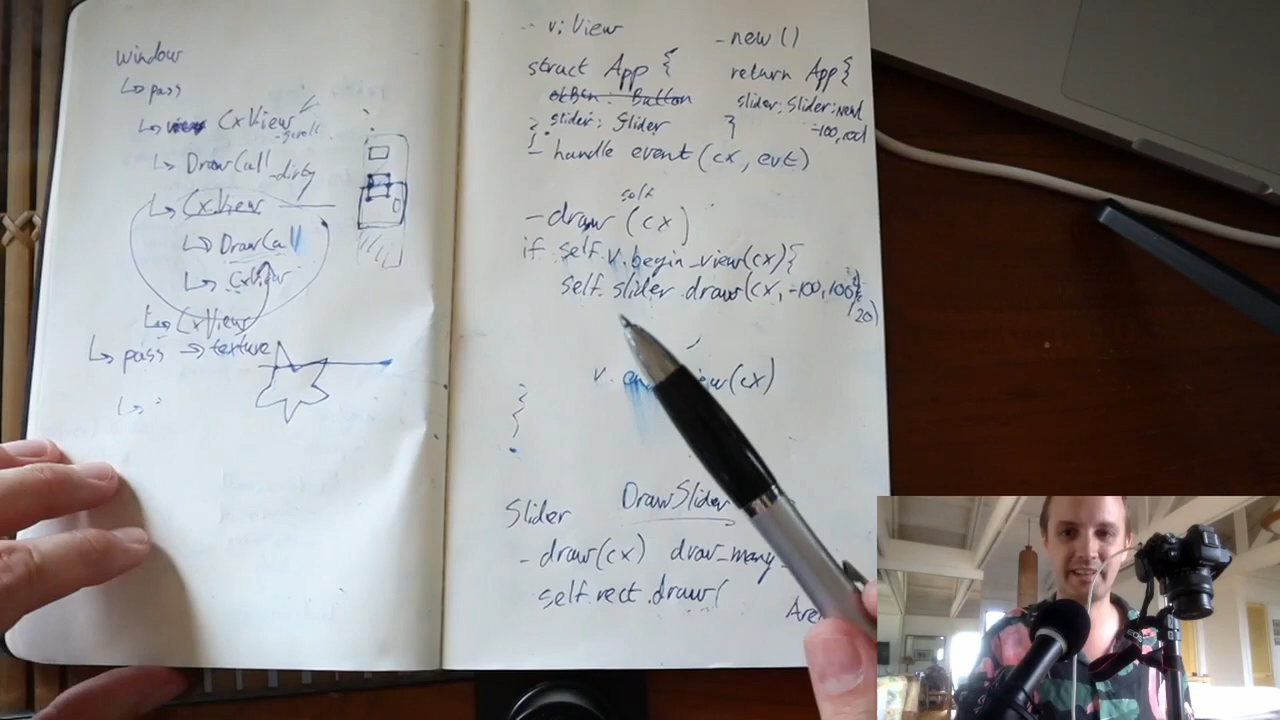 window
↳ pass
↳ CxView
scroll
↳ DrawCall dirty
↳ CxView
↳ DrawCall
↳ CxView
↳ CxView
↳ pass → texture
↳
- v: View
struct App {
okBtn: Button
slider: Slider
}
- new()
return App {
slider: Slider:new(
-100,100)
}
- handle event (cx, evt)
self
- draw (cx)
if self.v.begin_view(cx){
self.slider.draw(cx, -100, 100,
20)
v. view(cx)
}
Slider DrawSlider
- draw(cx) draw_many
self.rect.draw(